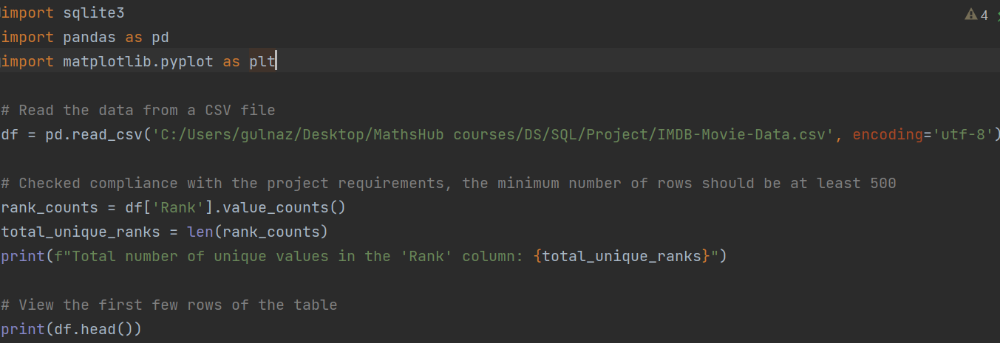 import sqlite3
import pandas as pd
import matplotlib.pyplot as plt
# Read the data from a CSV file
df = pd.read_csv('C:/Users/gulnaz/Desktop/MathsHub courses/DS/SQL/Project/IMDB-Movie-Data.csv', encoding='utf-8')
# Checked compliance with the project requirements, the minimum number of rows should be at least 500
rank_counts = df['Rank'].value_counts()
total_unique_ranks = len(rank_counts)
print(f"Total number of unique values in the 'Rank' column: {total_unique_ranks}")
# View the first few rows of the table
print(df.head())
4